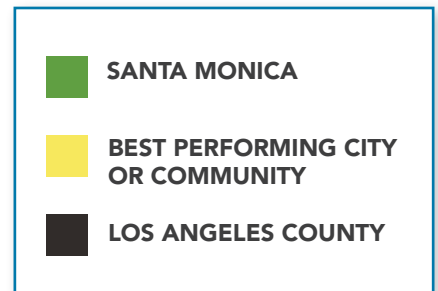 SANTA MONICA
BEST PERFORMING CITY
OR COMMUNITY
LOS ANGELES COUNTY